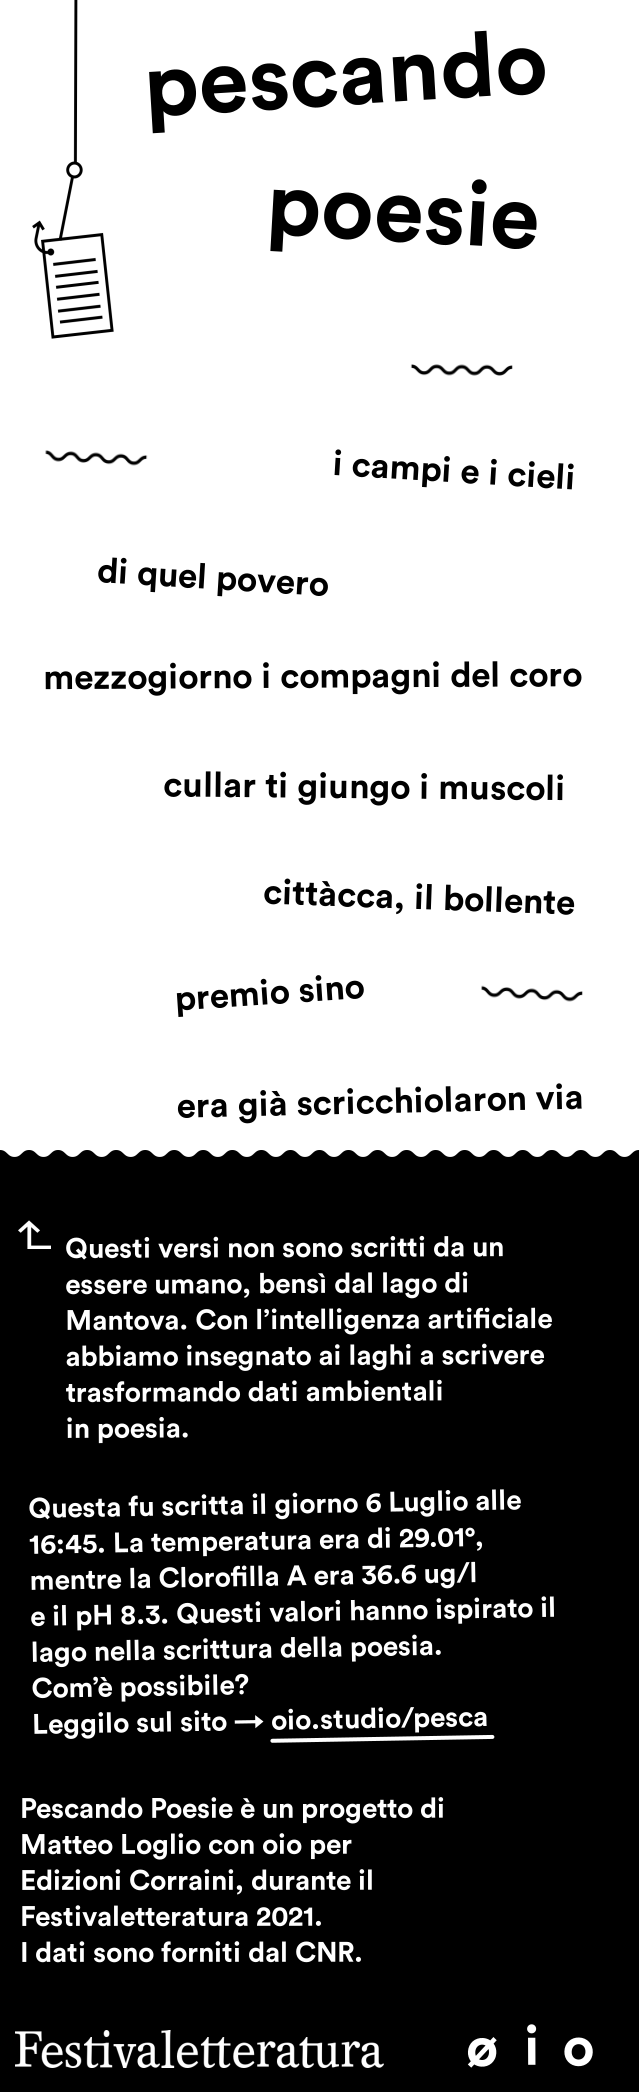 pescando
poesie
i campi e i cieli
di quel povero
mezzogiorno i compagni del coro
cullar ti giungo i muscoli
cittàcca, il bollente
premio sino
era già scricchiolaron via
Questi versi non sono scritti da un
essere umano, bensì dal lago di
Mantova. Con l'intelligenza artificiale
abbiamo insegnato ai laghi a scrivere
trasformando dati ambientali
in poesia.
Questa fu scritta il giorno 6 Luglio alle
16:45. La temperatura era di 29.01°,
mentre la Clorofilla A era 36.6 ug/l
e il pH 8.3. Questi valori hanno ispirato il
lago nella scrittura della poesia.
Com'è possibile?
Leggilo sul sito → oio.studio/pesca
Pescando Poesie è un progetto di
Matteo Loglio con oio per
Edizioni Corraini, durante il
Festivaletteratura 2021.
I dati sono forniti dal CNR.
Festivaletteratura ø i o